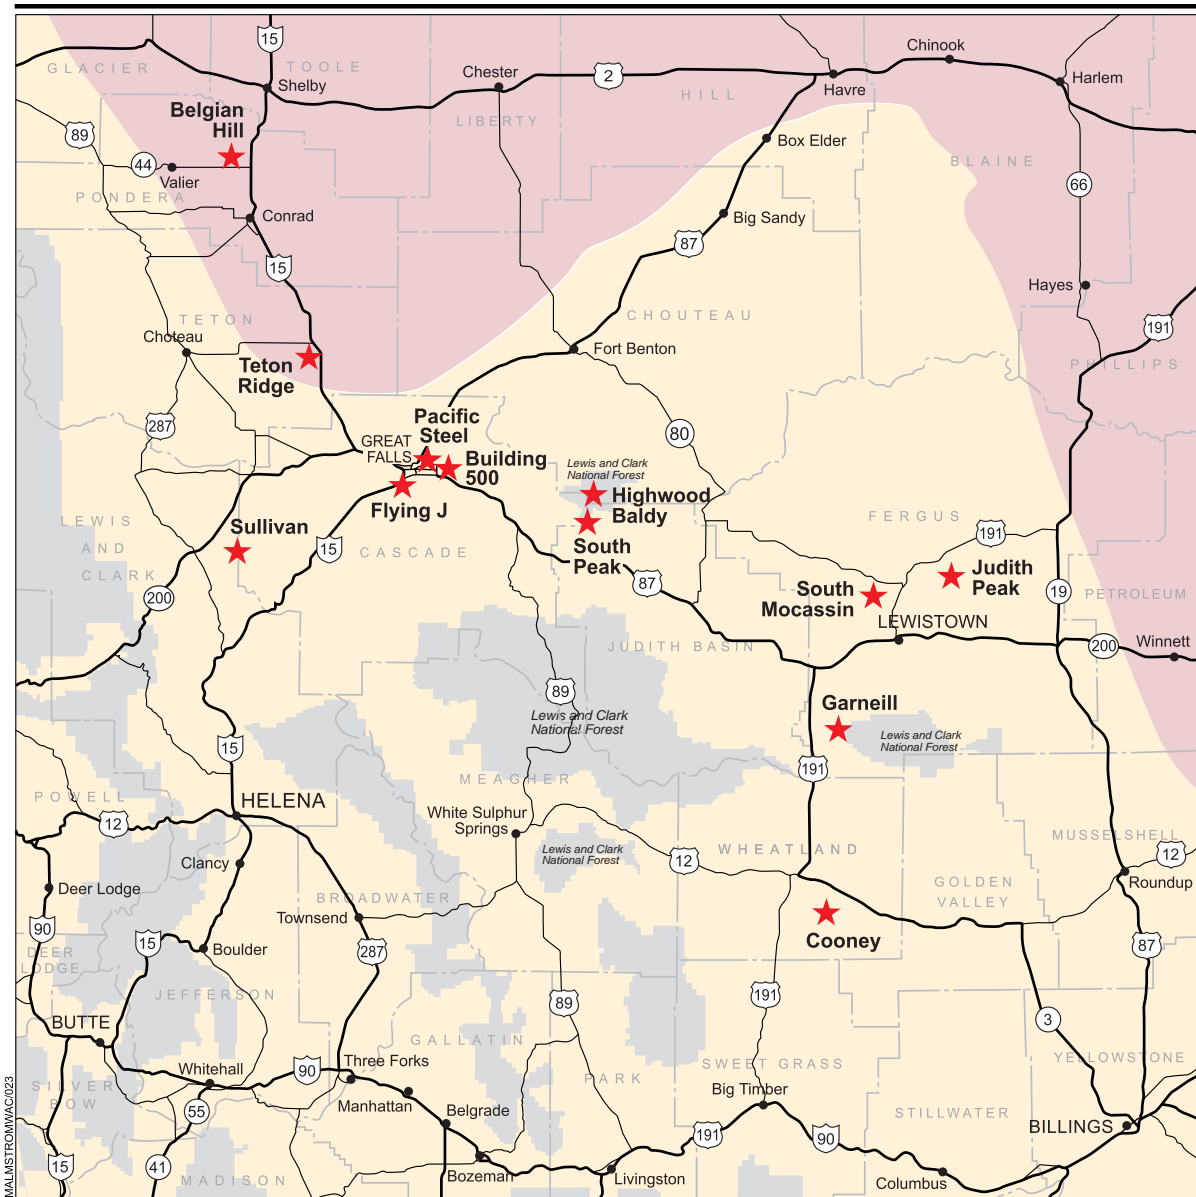 15
Chinook
GLACIER
TOOLE
Chester
2
Harlem
Shelby
Havre
HILL
Belgian
Hill
LIBERTY
89
Box Elder
BLAINE
44
Valier
66
PONDERA
Conrad
Big Sandy
87
15
Hayes
TETON
CHOUTEAU
191
Choteau
Fort Benton
PHILLIPS
Teton
Ridge
Pacific
Steel
287
80
GREAT
FALLS
Building
500
Lewis and Clark
National Forest
Highwood
Baldy
Flying J
LEWIS
AND
CLARK
Sullivan
FERGUS
191
15
CASCADE
South
Peak
Judith
Peak
87
South
Mocassin
200
19
PETROLEUM
LEWISTOWN
JUDITH BASIN
200
Winnett
89
Garneill
Lewis and Clark
National Forest
Lewis and Clark
National Forest
15
191
MEAGHER
POWELL
HELENA
White Sulphur
Springs
12
MUSSELSHELL
Lewis and Clark
National Forest
WHEATLAND
12
12
Clancy
Deer Lodge
GOLDEN
VALLEY
Roundup
BROADWATER
Townsend
90
15
Cooney
DEER
LODGE
Boulder
287
87
JEFFERSON
191
89
BUTTE
3
GALLATIN
YELLOWSTONE
Three Forks
SWEET GRASS
Whitehall
90
PARK
SILVER
BOW
Big Timber
Manhattan
55
Belgrade
STILLWATER
BILLINGS
191
90
15
41
MADISON
Bozeman
Livingston
Columbus
MALMSTROMWAC/023